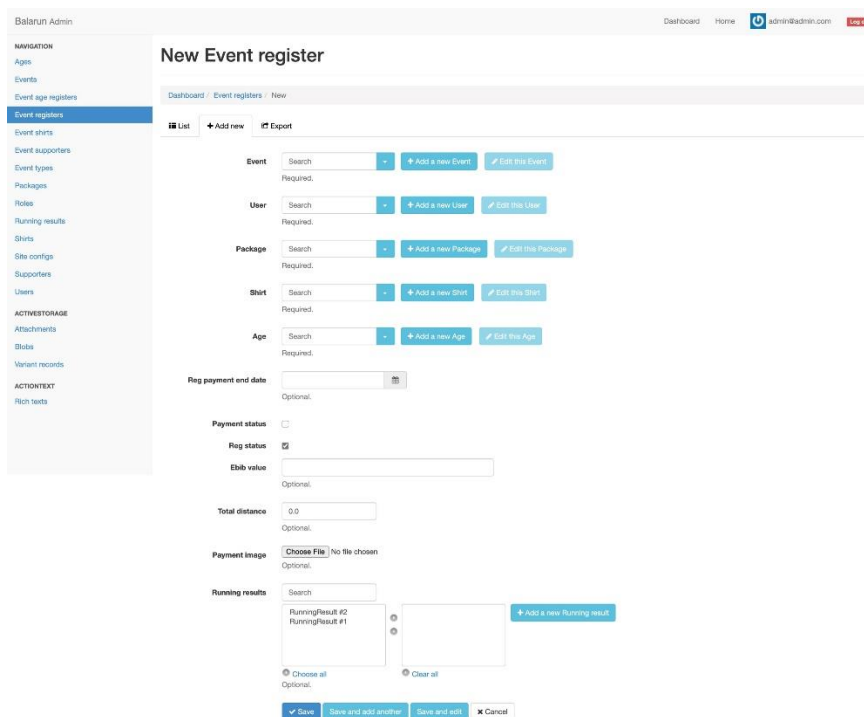 Balarun Admin
Dashboard Home admin@admin.com
NAVIGATION
Ages
Events
Event age registers
Event registers
Event shirts
Event supporters
Event types
Packages
Roles
Running results
Shirts
Site configs
Supporters
Users
ACTIVESTORAGE
Attachments
Blobs
Variant records
ACTIONTEXT
Rich texts
New Event register
Dashboard / Event registers / New
List + Add new Export
Event Search + Add a new Event Edit this Event
Required.
User Search + Add a new User Edit this User
Required.
Package Search + Add a new Package Edit this Package
Required.
Shirt Search + Add a new Shirt Edit this Shirt
Required.
Age Search + Add a new Age Edit this Age
Required.
Reg payment end date
Optional.
Payment status
Reg status
Ebib value
Optional.
Total distance 0.0
Optional.
Payment image Choose File No file chosen
Optional.
Running results Search
RunningResult #2
RunningResult #1
+ Add a new Running result
Choose all Clear all
Optional.
Save Save and add another Save and edit Cancel